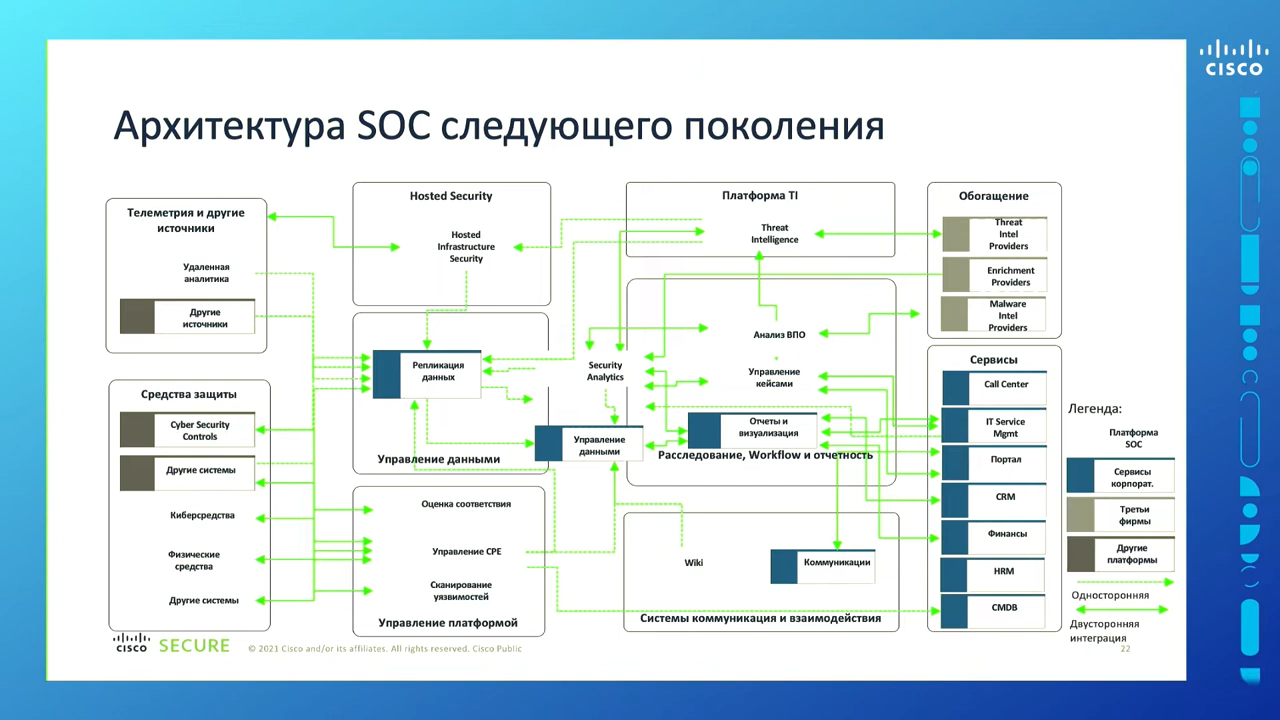 CISCO
Архитектура SOC следующего поколения
Телеметрия и другие
источники
Удаленная
аналитика
Другие
источники
Средства защиты
Cyber Security
Controls
Другие системы
Киберсредства
Физические
средства
Другие системы
Hosted Security
Hosted
Infrastructure
Security
Репликация
данных
Управление данными
Оценка соответствия
Управление СРЕ
Сканирование
уязвимостей
Управление платформой
Security
Analytics
Управление
данными
Платформа TI
Threat
Intelligence
Анализ ВПО
Управление
кейсами
Отчеты и
визуализация
Расследование, Workflow и отчетность
Wiki
Коммуникации
Системы коммуникация и взаимодействия
Обогащение
Threat
Intel
Providers
Enrichment
Providers
Malware
Intel
Providers
Сервисы
Call Center
IT Service
Mgmt
Портал
CRM
Финансы
HRM
CMDB
Легенда:
Платформа
SOC
Сервисы
корпорат.
Третьи
фирмы
Другие
платформы
Односторонняя
Двусторонняя
интеграция
CISCO SECURE
© 2021 Cisco and/or its affiliates. All rights reserved. Cisco Public
22